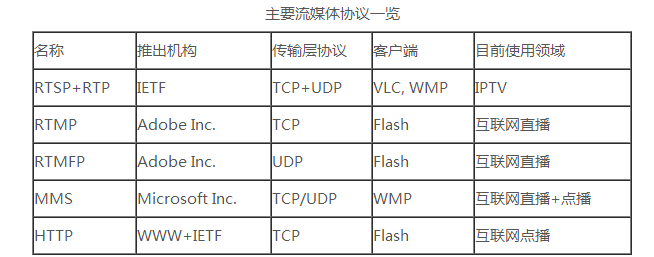 主要流媒体协议一览
名称 推出机构 传输层协议 客户端 目前使用领域
RTSP+RTP IETF TCP+UDP VLC, WMP IPTV
RTMP Adobe Inc. TCP Flash 互联网直播
RTMFP Adobe Inc. UDP Flash 互联网直播
MMS Microsoft Inc. TCP/UDP WMP 互联网直播+点播
HTTP WWW+IETF TCP Flash 互联网点播